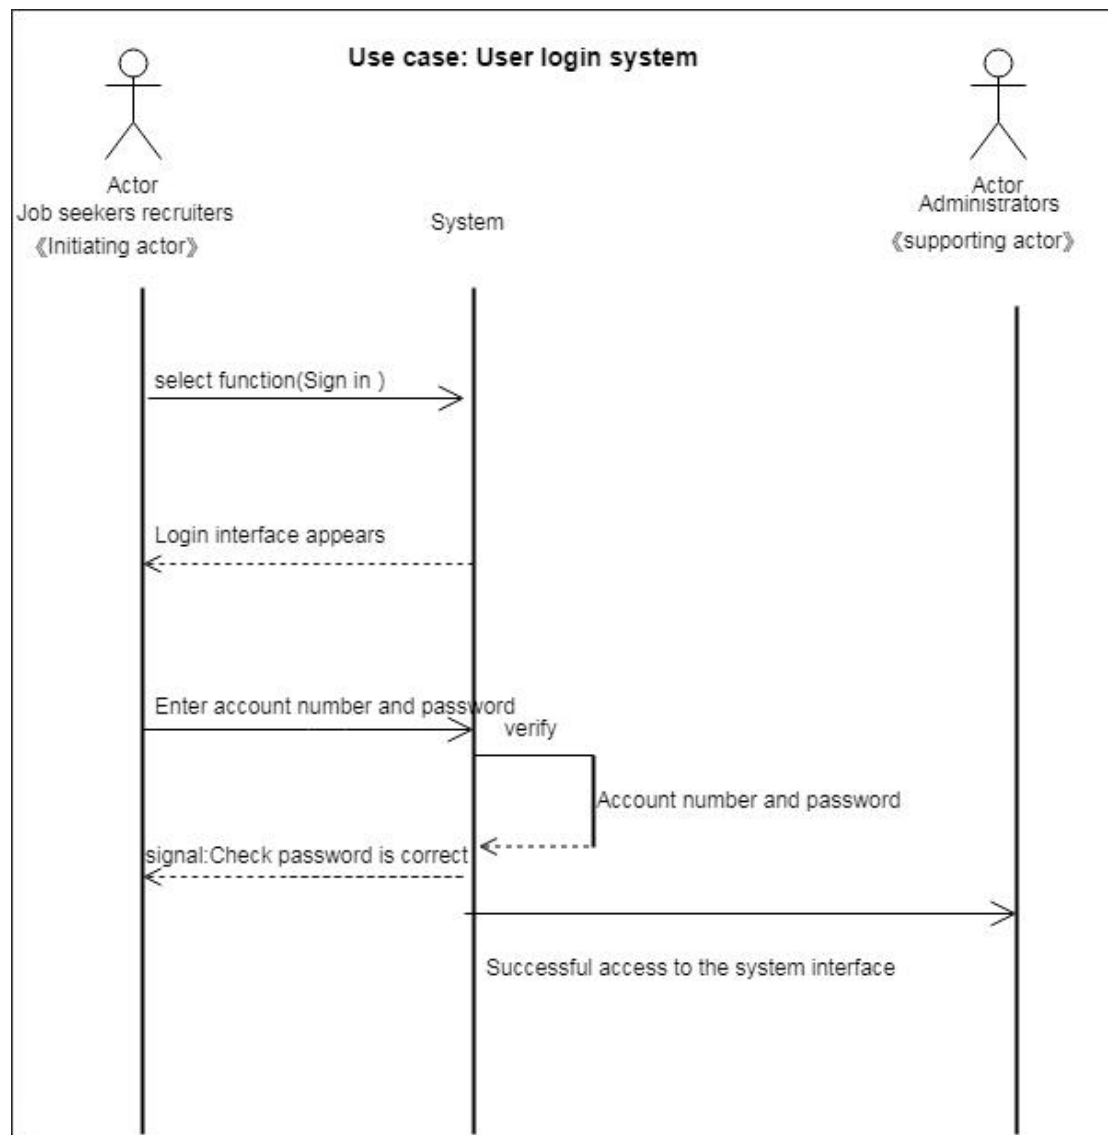 Use case: User login system
Actor
Job seekers recruiters
《Initiating actor》
System
Actor
Administrators
《supporting actor》
select function(Sign in )
Login interface appears
Enter account number and password
verify
Account number and password
signal:Check password is correct
Successful access to the system interface